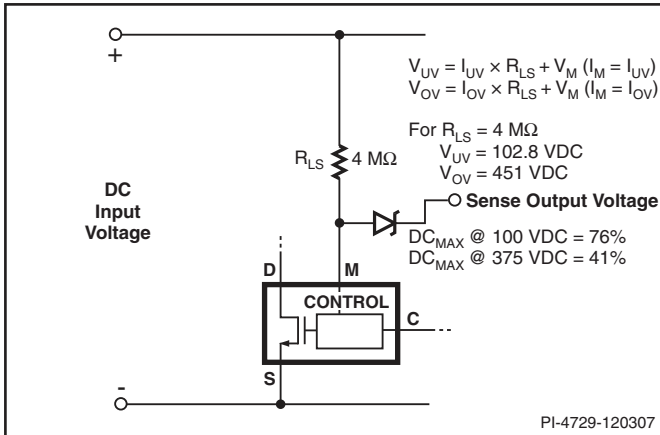 +
V_UV = I_UV × R_LS + V_M (I_M = I_UV)
V_OV = I_OV × R_LS + V_M (I_M = I_OV)
For R_LS = 4 MΩ
V_UV = 102.8 VDC
V_OV = 451 VDC
R_LS 4 MΩ
DC
Input
Voltage
Sense Output Voltage
DC_MAX @ 100 VDC = 76%
DC_MAX @ 375 VDC = 41%
D M
CONTROL
C
S
-
PI-4729-120307